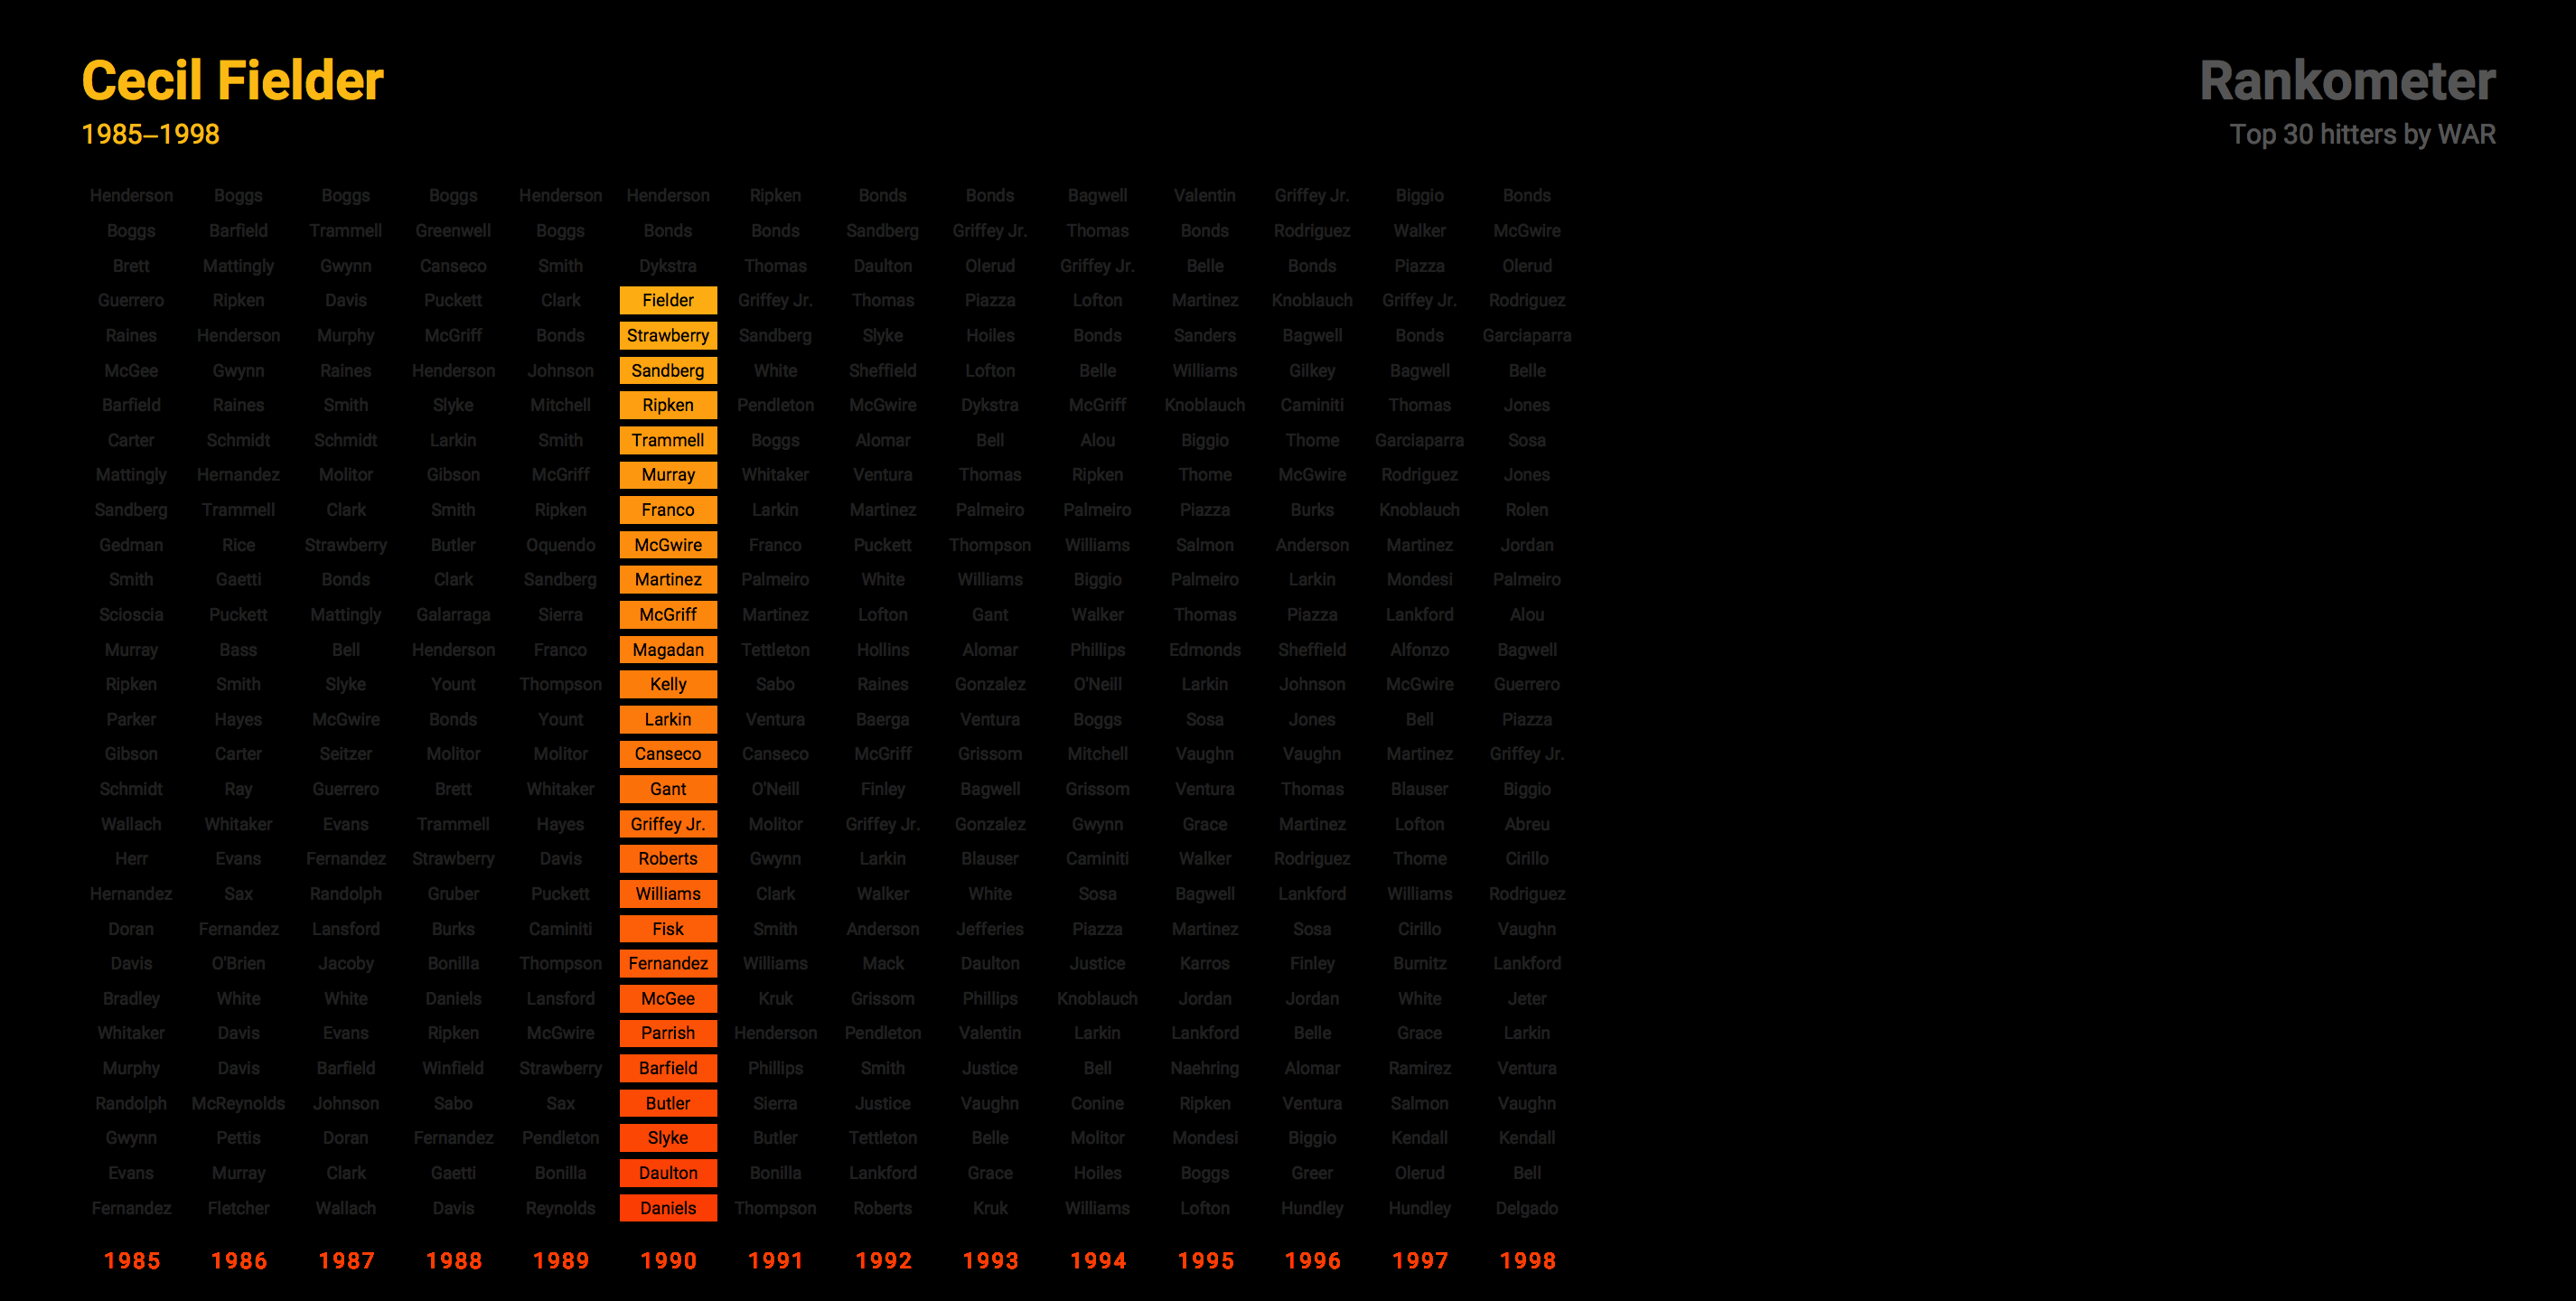 Cecil Fielder
1985–1998
Rankometer
Top 30 hitters by WAR
Henderson Boggs Boggs Boggs Henderson Henderson Ripken Bonds Bonds Bagwell Valentin Griffey Jr. Biggio Bonds
Boggs Barfield Trammell Greenwell Boggs Bonds Bonds Sandberg Griffey Jr. Thomas Bonds Rodriguez Walker McGwire
Brett Mattingly Gwynn Canseco Smith Dykstra Thomas Daulton Olerud Griffey Jr. Belle Bonds Piazza Olerud
Guerrero Ripken Davis Puckett Clark Fielder Griffey Jr. Thomas Piazza Lofton Martinez Knoblauch Griffey Jr. Rodriguez
Raines Henderson Murphy McGriff Bonds Strawberry Sandberg Slyke Hoiles Bonds Sanders Bagwell Bonds Garciaparra
McGee Gwynn Raines Henderson Johnson Sandberg White Sheffield Lofton Belle Williams Gilkey Bagwell Belle
Barfield Raines Smith Slyke Mitchell Ripken Pendleton McGwire Dykstra McGriff Knoblauch Caminiti Thomas Jones
Carter Schmidt Schmidt Larkin Smith Trammell Boggs Alomar Bell Alou Biggio Thome Garciaparra Sosa
Mattingly Hernandez Molitor Gibson McGriff Murray Whitaker Ventura Thomas Ripken Thome McGwire Rodriguez Jones
Sandberg Trammell Clark Smith Ripken Franco Larkin Martinez Palmeiro Palmeiro Piazza Burks Knoblauch Rolen
Gedman Rice Strawberry Butler Oquendo McGwire Franco Puckett Thompson Williams Salmon Anderson Martinez Jordan
Smith Gaetti Bonds Clark Sandberg Martinez Palmeiro White Williams Biggio Palmeiro Larkin Mondesi Palmeiro
Scioscia Puckett Mattingly Galarraga Sierra McGriff Martinez Lofton Gant Walker Thomas Piazza Lankford Alou
Murray Bass Bell Henderson Franco Magadan Tettleton Hollins Alomar Phillips Edmonds Sheffield Alfonzo Bagwell
Ripken Smith Slyke Yount Thompson Kelly Sabo Raines Gonzalez O'Neill Larkin Johnson McGwire Guerrero
Parker Hayes McGwire Bonds Yount Larkin Ventura Baerga Ventura Boggs Sosa Jones Bell Piazza
Gibson Carter Seitzer Molitor Molitor Canseco Canseco McGriff Grissom Mitchell Vaughn Vaughn Martinez Griffey Jr.
Schmidt Ray Guerrero Brett Whitaker Gant O'Neill Finley Bagwell Grissom Ventura Thomas Blauser Biggio
Wallach Whitaker Evans Trammell Hayes Griffey Jr. Molitor Griffey Jr. Gonzalez Gwynn Grace Martinez Lofton Abreu
Herr Evans Fernandez Strawberry Davis Roberts Gwynn Larkin Blauser Caminiti Walker Rodriguez Thome Cirillo
Hernandez Sax Randolph Gruber Puckett Williams Clark Walker White Sosa Bagwell Lankford Williams Rodriguez
Doran Fernandez Lansford Burks Caminiti Fisk Smith Anderson Jefferies Piazza Martinez Sosa Cirillo Vaughn
Davis O'Brien Jacoby Bonilla Thompson Fernandez Williams Mack Daulton Justice Karros Finley Burnitz Lankford
Bradley White White Daniels Lansford McGee Kruk Grissom Phillips Knoblauch Jordan Jordan White Jeter
Whitaker Davis Evans Ripken McGwire Parrish Henderson Pendleton Valentin Larkin Lankford Belle Grace Larkin
Murphy Davis Barfield Winfield Strawberry Barfield Phillips Smith Justice Bell Naehring Alomar Ramirez Ventura
Randolph McReynolds Johnson Sabo Sax Butler Sierra Justice Vaughn Conine Ripken Ventura Salmon Vaughn
Gwynn Pettis Doran Fernandez Pendleton Slyke Butler Tettleton Belle Molitor Mondesi Biggio Kendall Kendall
Evans Murray Clark Gaetti Bonilla Daulton Bonilla Lankford Grace Hoiles Boggs Greer Olerud Bell
Fernandez Fletcher Wallach Davis Reynolds Daniels Thompson Roberts Kruk Williams Lofton Hundley Hundley Delgado
1985 1986 1987 1988 1989 1990 1991 1992 1993 1994 1995 1996 1997 1998